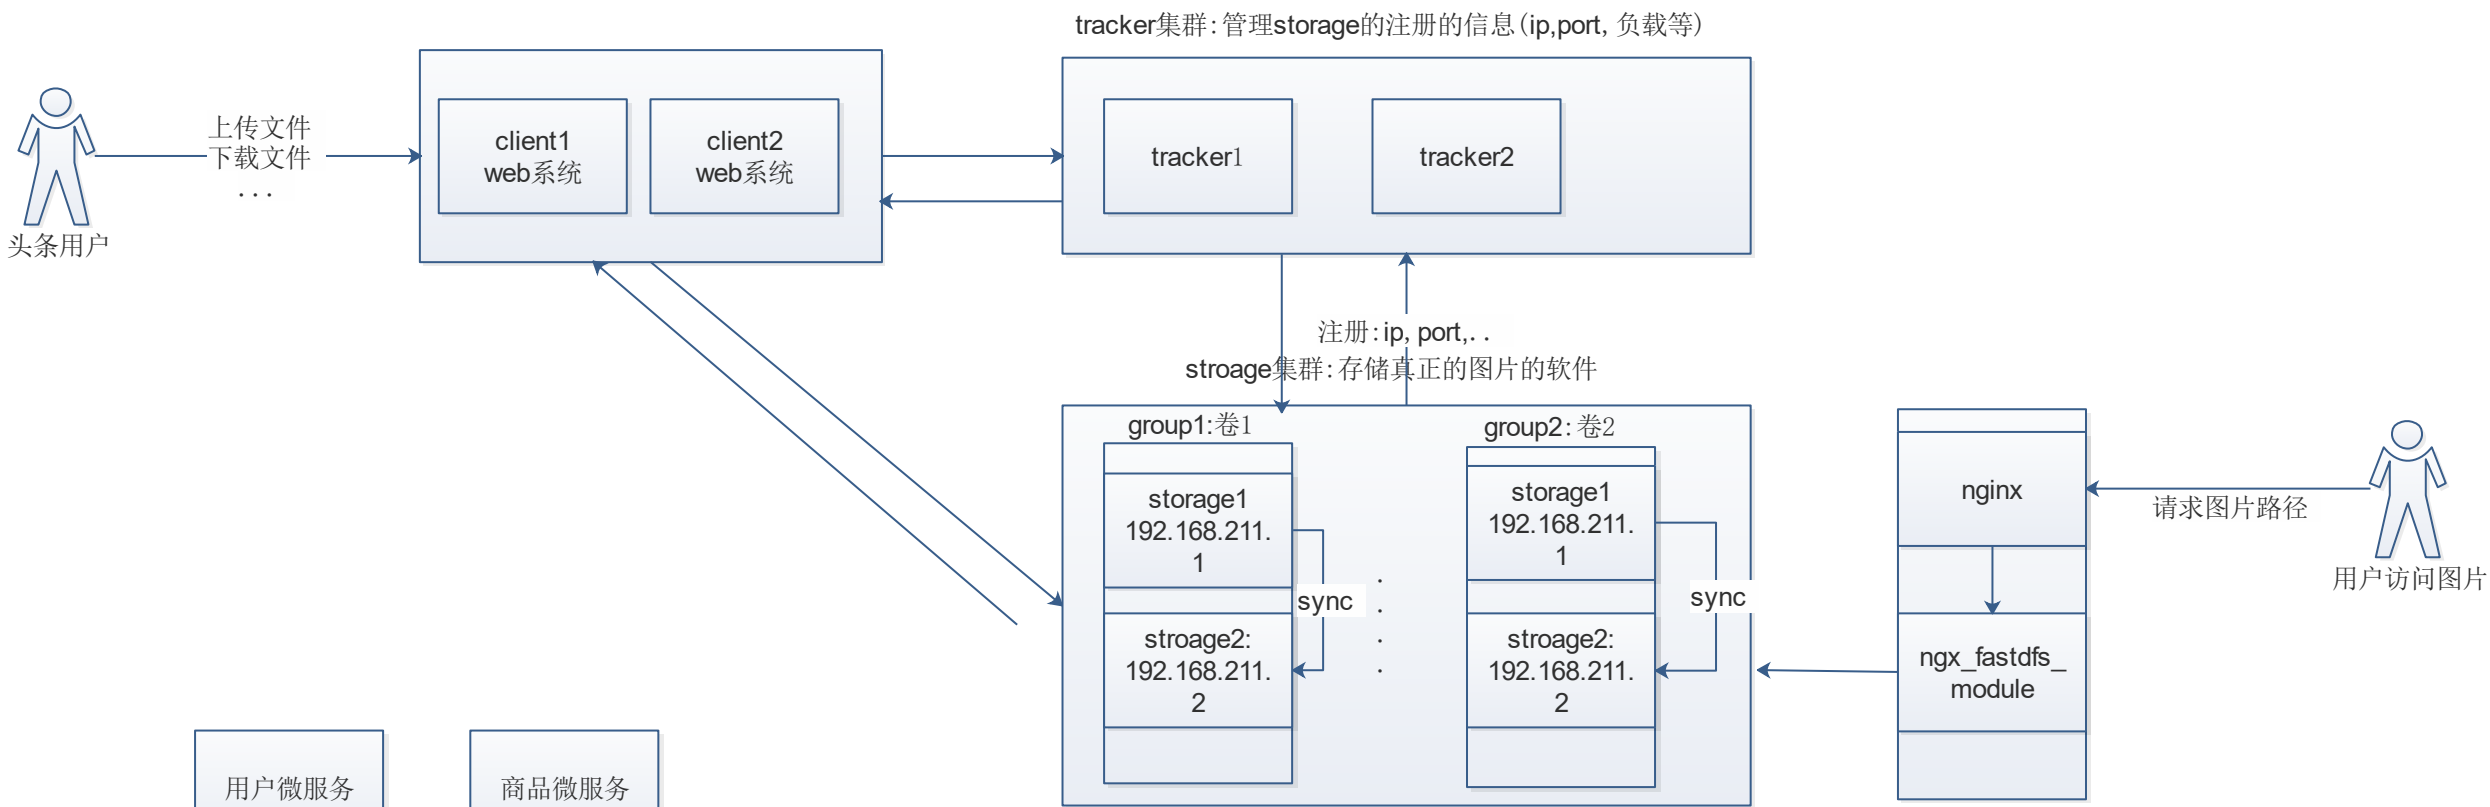 tracker集群:管理storage的注册的信息(ip,port, 负载等)
上传文件
下载文件
...
头条用户
client1
web系统
client2
web系统
tracker1
tracker2
注册:ip, port,..
stroage集群:存储真正的图片的软件
group1:卷1
storage1
192.168.211.
1
sync
stroage2:
192.168.211.
2
....
group2: 卷2
storage1
192.168.211.
1
sync
stroage2:
192.168.211.
2
nginx
ngx_fastdfs_
module
请求图片路径
用户访问图片
用户微服务
商品微服务